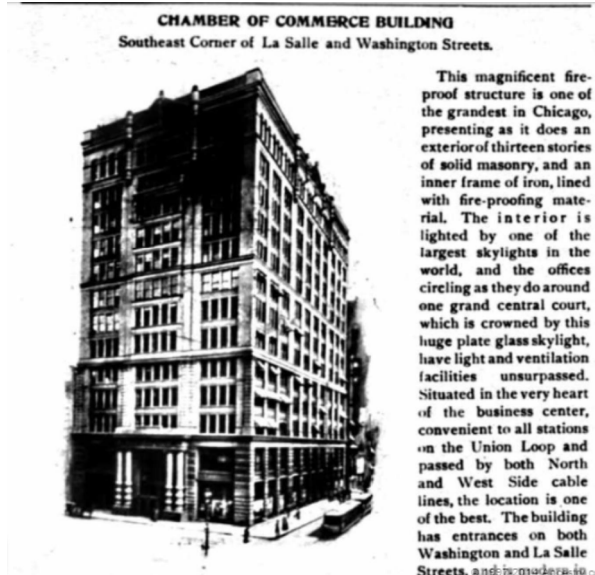 CHAMBER OF COMMERCE BUILDING
Southeast Corner of La Salle and Washington Streets.
This magnificent fire-
proof structure is one of
the grandest in Chicago,
presenting as it does an
exterior of thirteen stories
of solid masonry, and an
inner frame of iron, lined
with fire-proofing mate-
rial. The interior is
lighted by one of the
largest skylights in the
world, and the offices
circling as they do around
one grand central court,
which is crowned by this
huge plate glass skylight,
have light and ventilation
facilities unsurpassed.
Situated in the very heart
of the business center,
convenient to all stations
on the Union Loop and
passed by both North
and West Side cable
lines, the location is one
of the best. The building
has entrances on both
Washington and La Salle
Streets, and is modern in